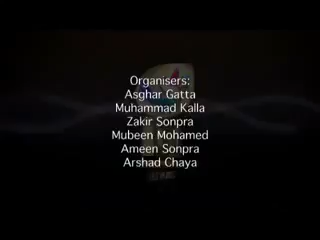 Organisers:
Asghar Gatta
Muhammad Kalla
Zakir Sonpra
Mubeen Mohamed
Ameen Sonpra
Arshad Chaya